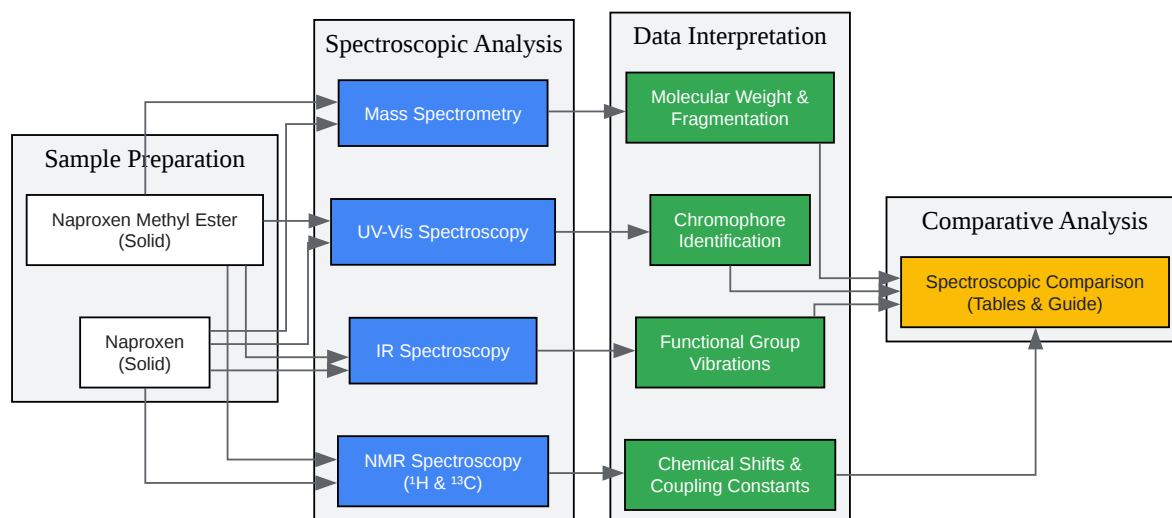 Sample Preparation
Naproxen Methyl Ester
(Solid)
Naproxen
(Solid)
Spectroscopic Analysis
Mass Spectrometry
UV-Vis Spectroscopy
IR Spectroscopy
NMR Spectroscopy
(¹H & ¹³C)
Data Interpretation
Molecular Weight &
Fragmentation
Chromophore
Identification
Functional Group
Vibrations
Chemical Shifts &
Coupling Constants
Comparative Analysis
Spectroscopic Comparison
(Tables & Guide)